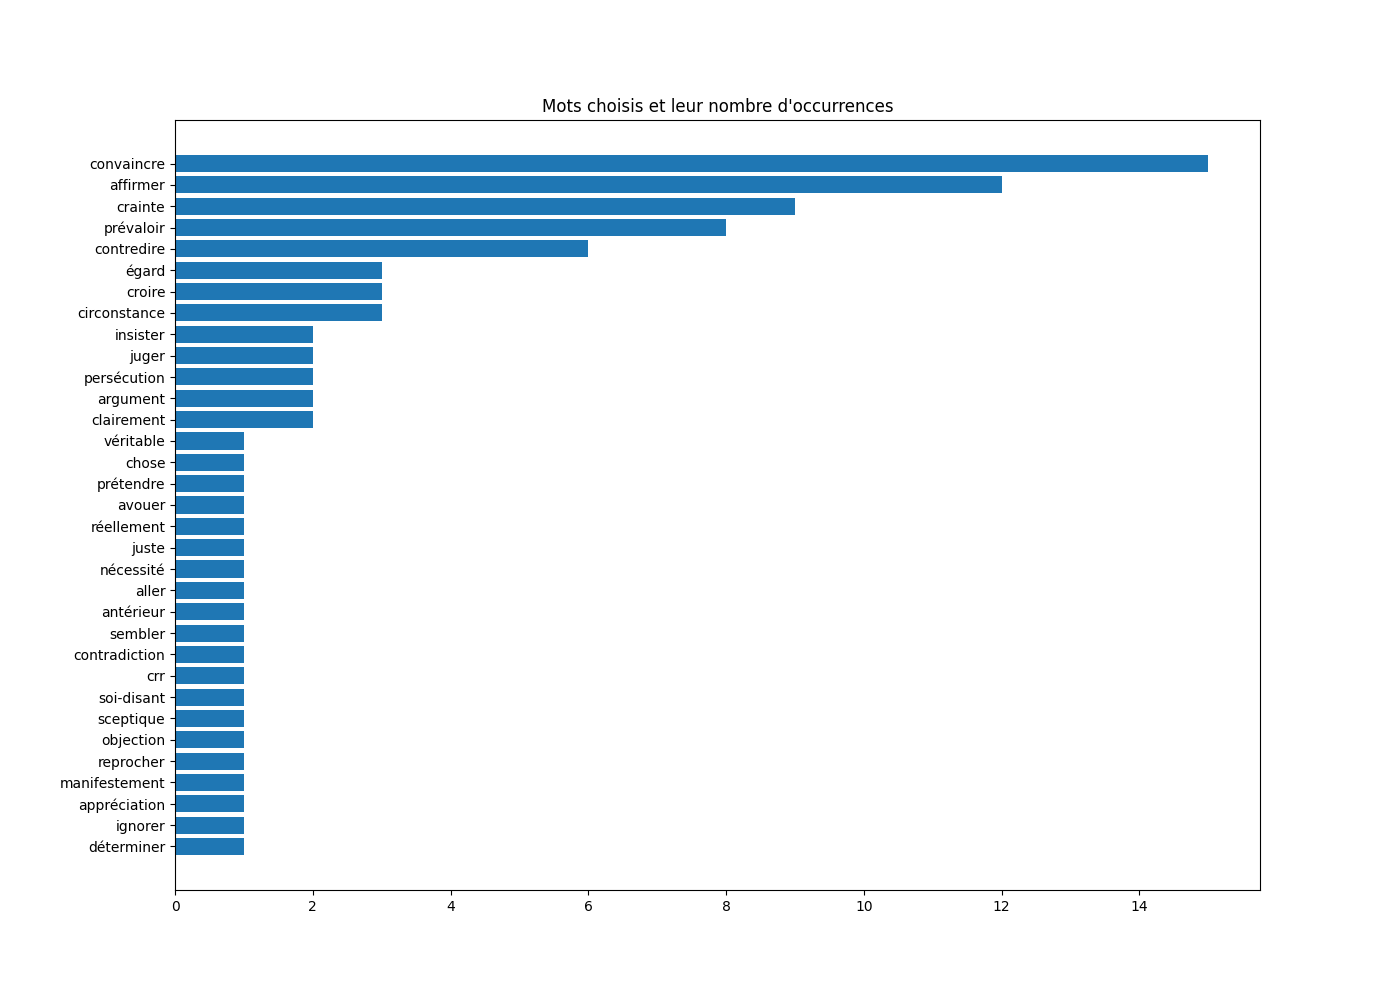 Mots choisis et leur nombre d'occurrences
convaincre
affirmer
crainte
prévaloir
contredire
égard
croire
circonstance
insister
juger
persécution
argument
clairement
véritable
chose
prétendre
avouer
réellement
juste
nécessité
aller
antérieur
sembler
contradiction
crr
soi-disant
sceptique
objection
reprocher
manifestement
appréciation
ignorer
déterminer
0 2 4 6 8 10 12 14